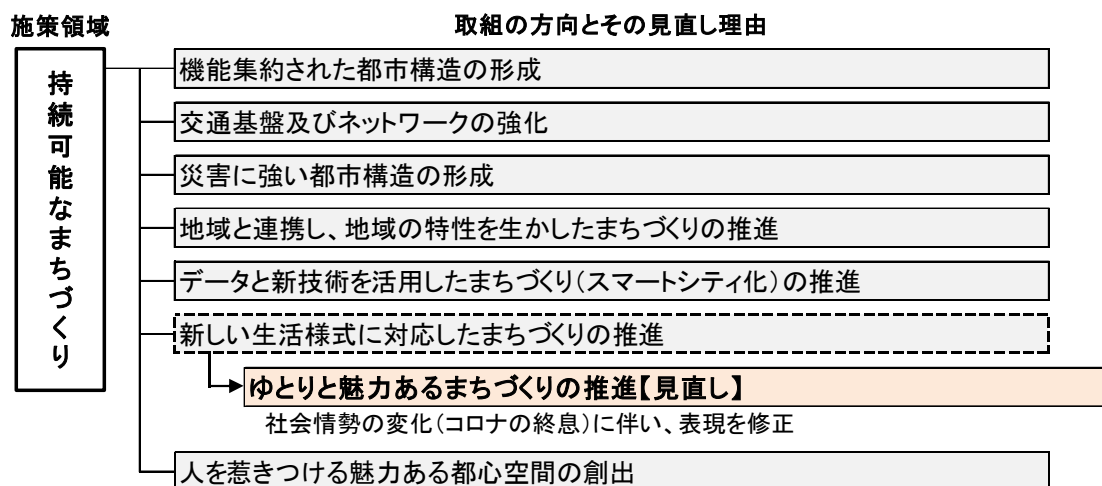 施策領域
取組の方向とその見直し理由
持続可能なまちづくり
機能集約された都市構造の形成
交通基盤及びネットワークの強化
災害に強い都市構造の形成
地域と連携し、地域の特性を生かしたまちづくりの推進
データと新技術を活用したまちづくり(スマートシティ化)の推進
新しい生活様式に対応したまちづくりの推進
ゆとりと魅力あるまちづくりの推進【見直し】
社会情勢の変化(コロナの終息)に伴い、表現を修正
人を惹きつける魅力ある都心空間の創出